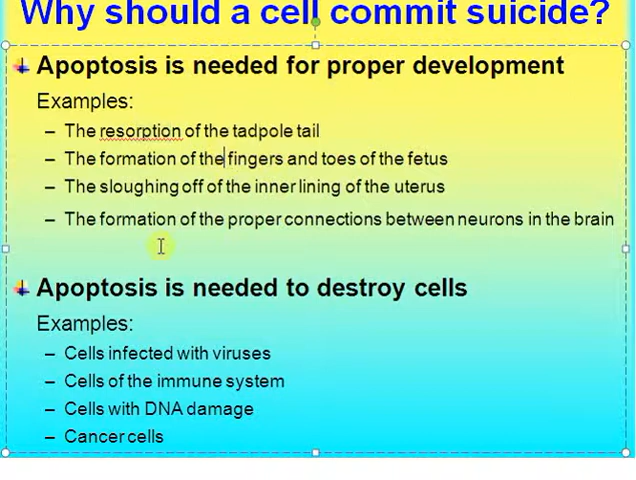 Why should a cell commit suicide?
Apoptosis is needed for proper development
Examples:
– The resorption of the tadpole tail
– The formation of the fingers and toes of the fetus
– The sloughing off of the inner lining of the uterus
– The formation of the proper connections between neurons in the brain
Apoptosis is needed to destroy cells
Examples:
– Cells infected with viruses
– Cells of the immune system
– Cells with DNA damage
– Cancer cells